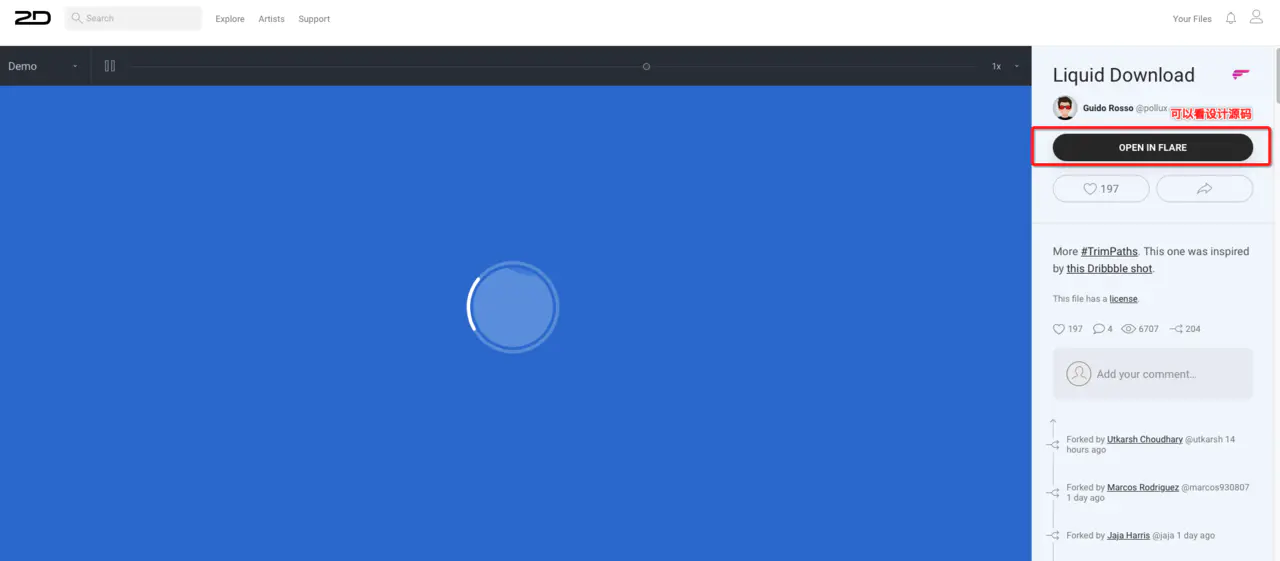 2D
Search
Explore
Artists
Support
Your Files
Demo
1x
Liquid Download
Guido Rosso @pollux
可以看设计源码
OPEN IN FLARE
197
More #TrimPaths. This one was inspired
by this Dribbble shot.
This file has a license.
197
4
6707
204
Add your comment...
Forked by Utkarsh Choudhary @utkarsh 14
hours ago
Forked by Marcos Rodriguez @marcos930807
1 day ago
Forked by Jaja Harris @jaja 1 day ago